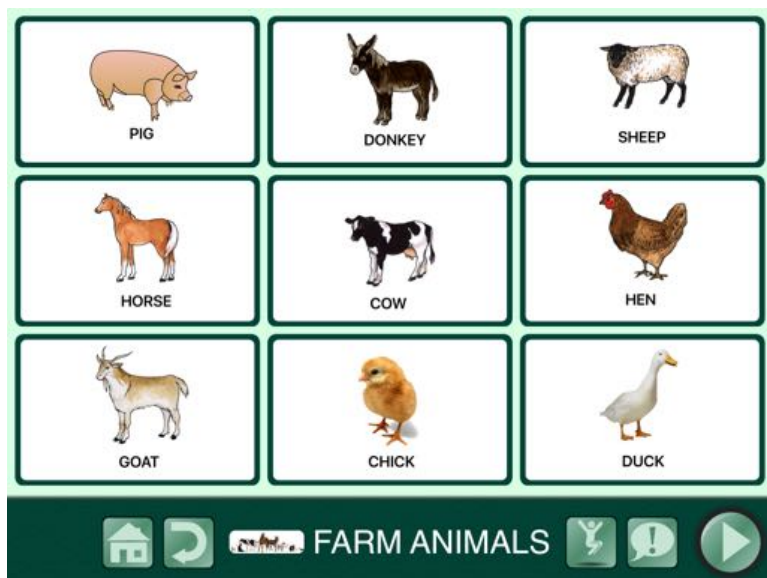 PIG
DONKEY
SHEEP
HORSE
COW
HEN
GOAT
CHICK
DUCK
FARM ANIMALS